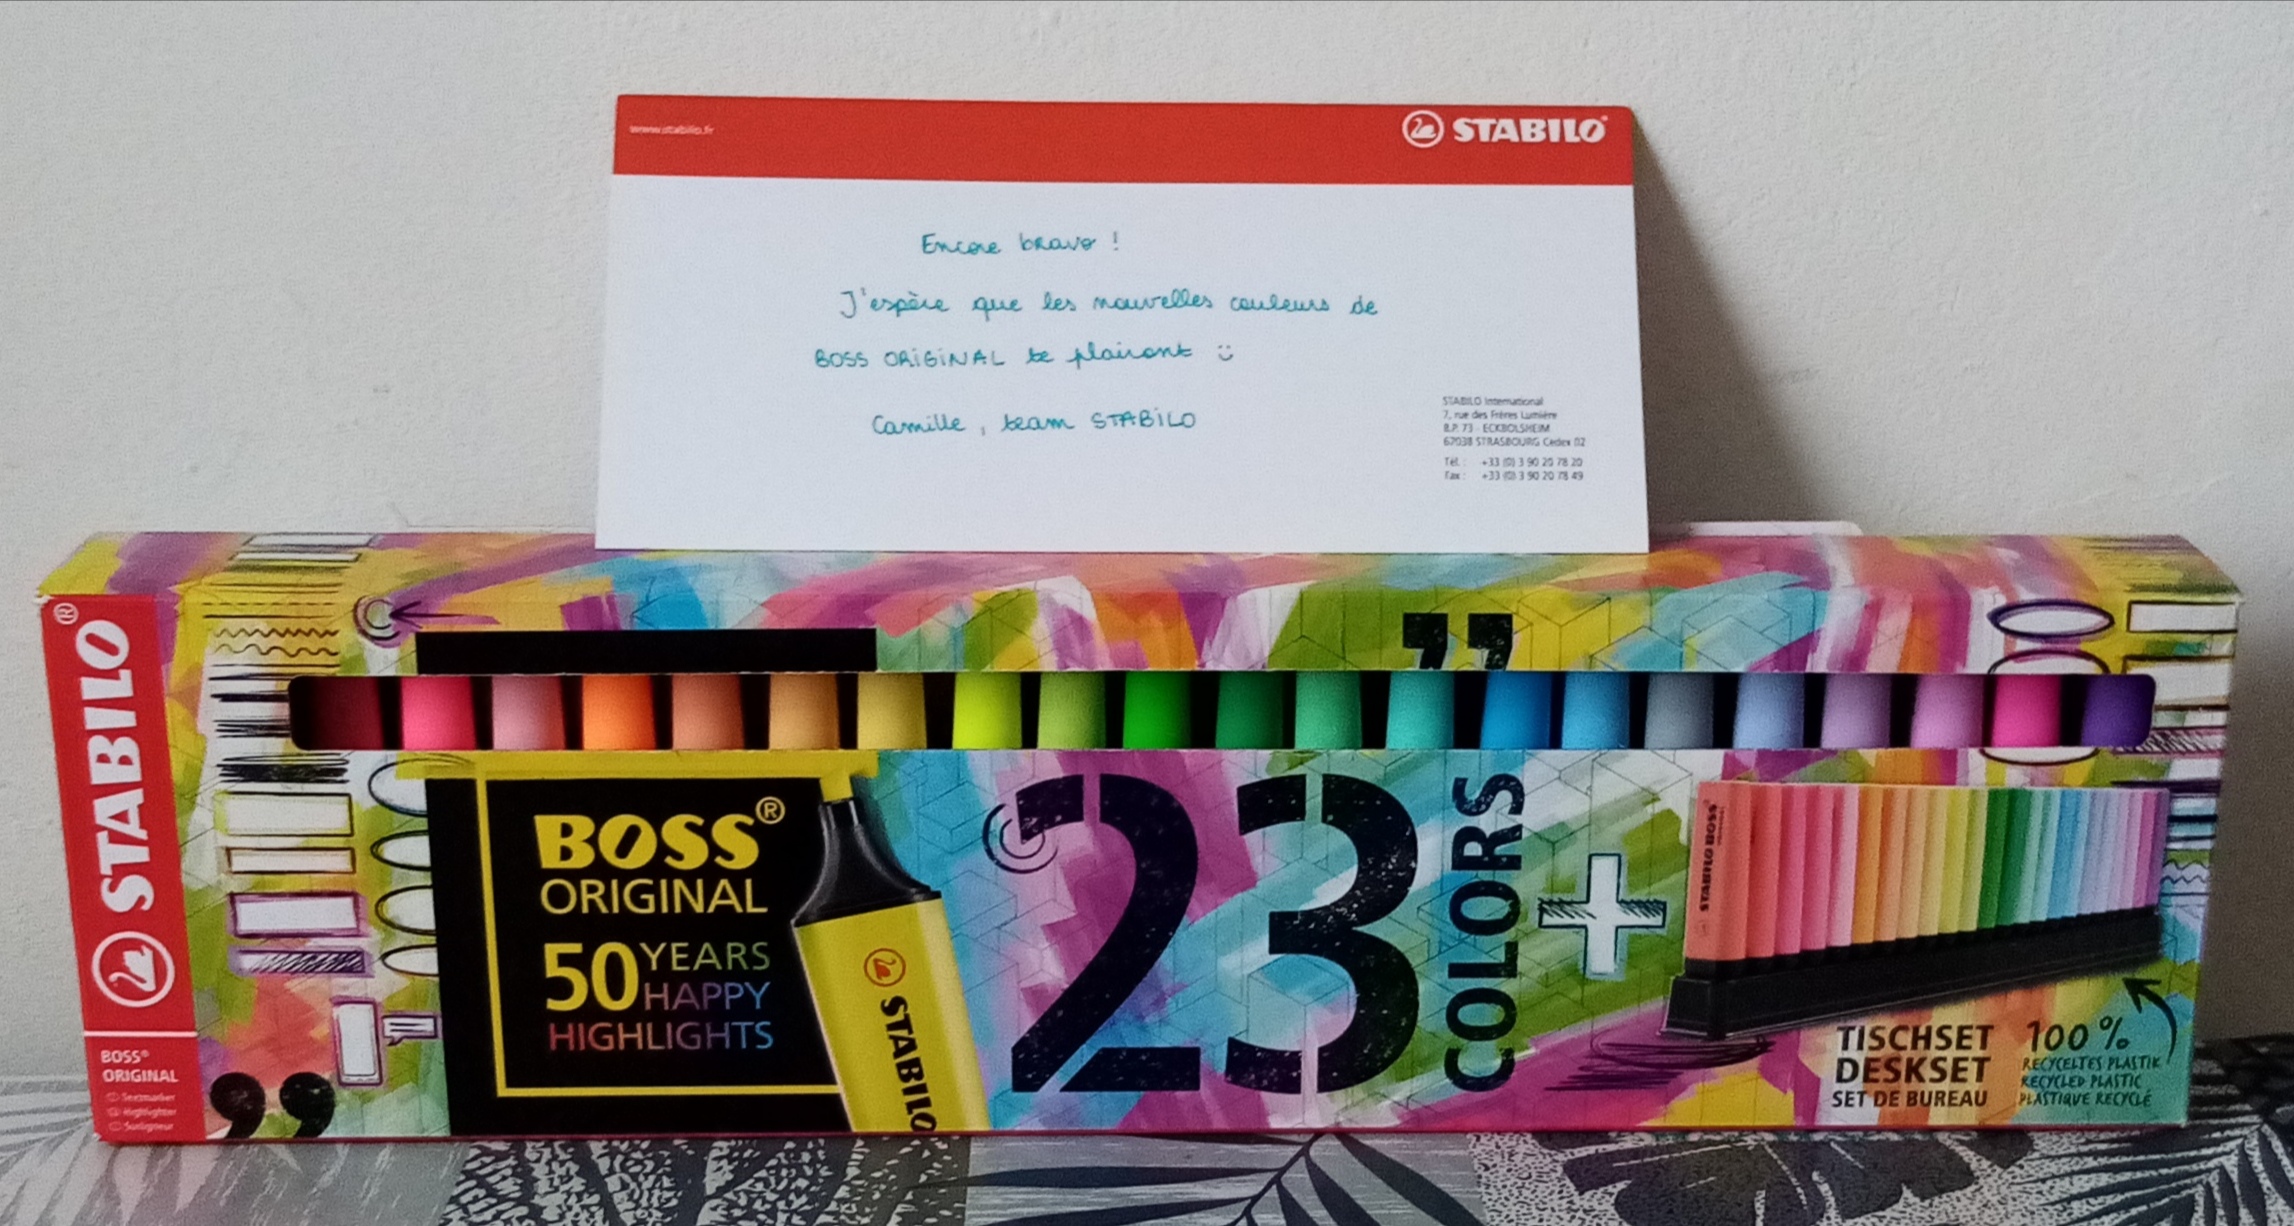 www.stabilo.fr
STABILO®
Encore bravo !
J'espère que les nouvelles couleurs de
BOSS ORIGINAL te plairont :)
Camille, team STABILO
STABILO International
7, rue des Frères Lumière
B.P. 73 - ECKBOLSHEIM
67038 STRASBOURG Cedex 02
Tél. : +33 (0) 3 90 20 78 20
Fax : +33 (0) 3 90 20 78 49
STABILO®
BOSS®
ORIGINAL
Textmarker
Highlighter
Surligneur
BOSS®
ORIGINAL
50 YEARS
HAPPY
HIGHLIGHTS
STABILO
„23”
COLORS
+
STABILO BOSS
TISCHSET
DESKSET
SET DE BUREAU
100 %
RECYCELTES PLASTIK
RECYCLED PLASTIC
PLASTIQUE RECYCLÉ